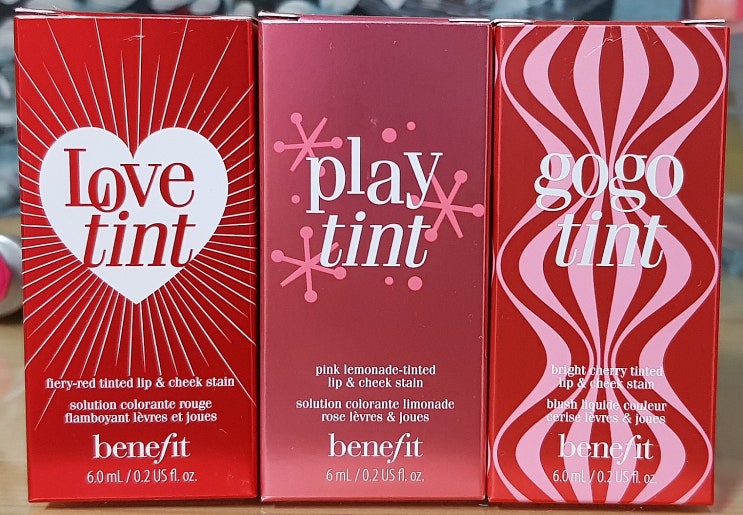 Love
tint
fiery-red tinted lip & cheek stain
solution colorante rouge
flamboyant lèvres et joues
benefit
6.0 mL / 0.2 US fl. oz.
play
tint
pink lemonade-tinted
lip & cheek stain
solution colorante limonade
rose lèvres & joues
benefit
6 mL / 0.2 US fl. oz.
gogo
tint
bright cherry tinted
lip & cheek stain
blush liquide couleur
cerise lèvres & joues
benefit
6.0 mL / 0.2 US fl. oz.